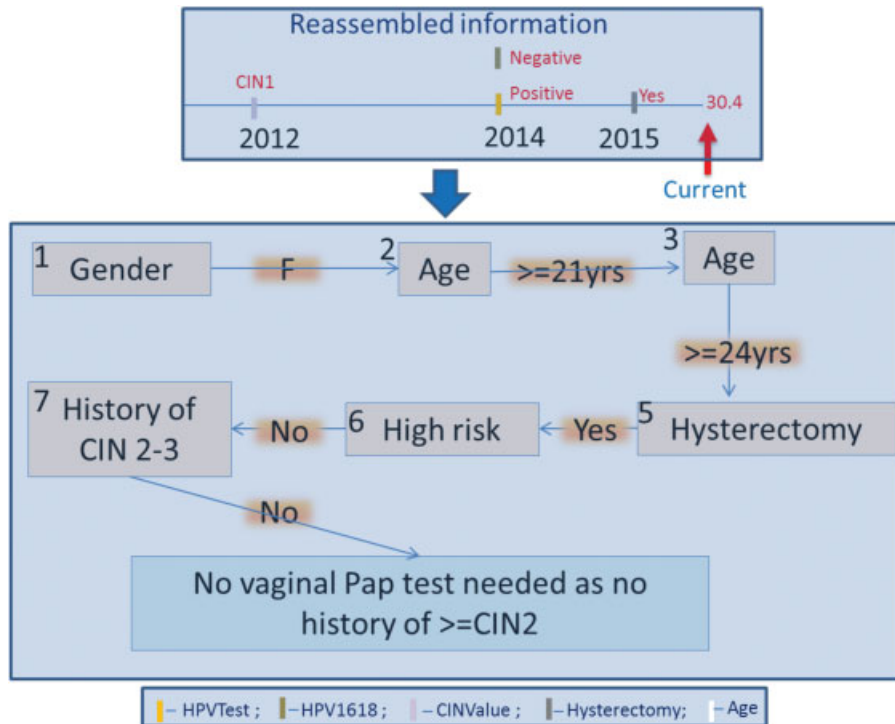 Reassembled information
Negative
CIN1
Positive
Yes
30.4
2012
2014
2015
Current
1
Gender
F
2
Age
>=21yrs
3
Age
>=24yrs
7
History of
CIN 2-3
No
6
High risk
Yes
5
Hysterectomy
No
No vaginal Pap test needed as no
history of >=CIN2
– HPVTest ; – HPV1618 ; – CINValue ; – Hysterectomy; – Age